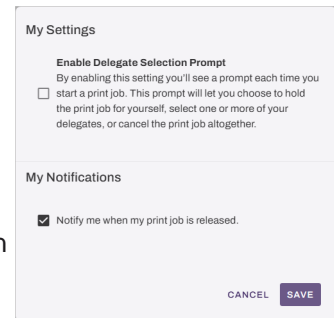 My Settings
Enable Delegate Selection Prompt
By enabling this setting you'll see a prompt each time you
start a print job. This prompt will let you choose to hold
the print job for yourself, select one or more of your
delegates, or cancel the print job altogether.
My Notifications
Notify me when my print job is released.
n
CANCEL SAVE